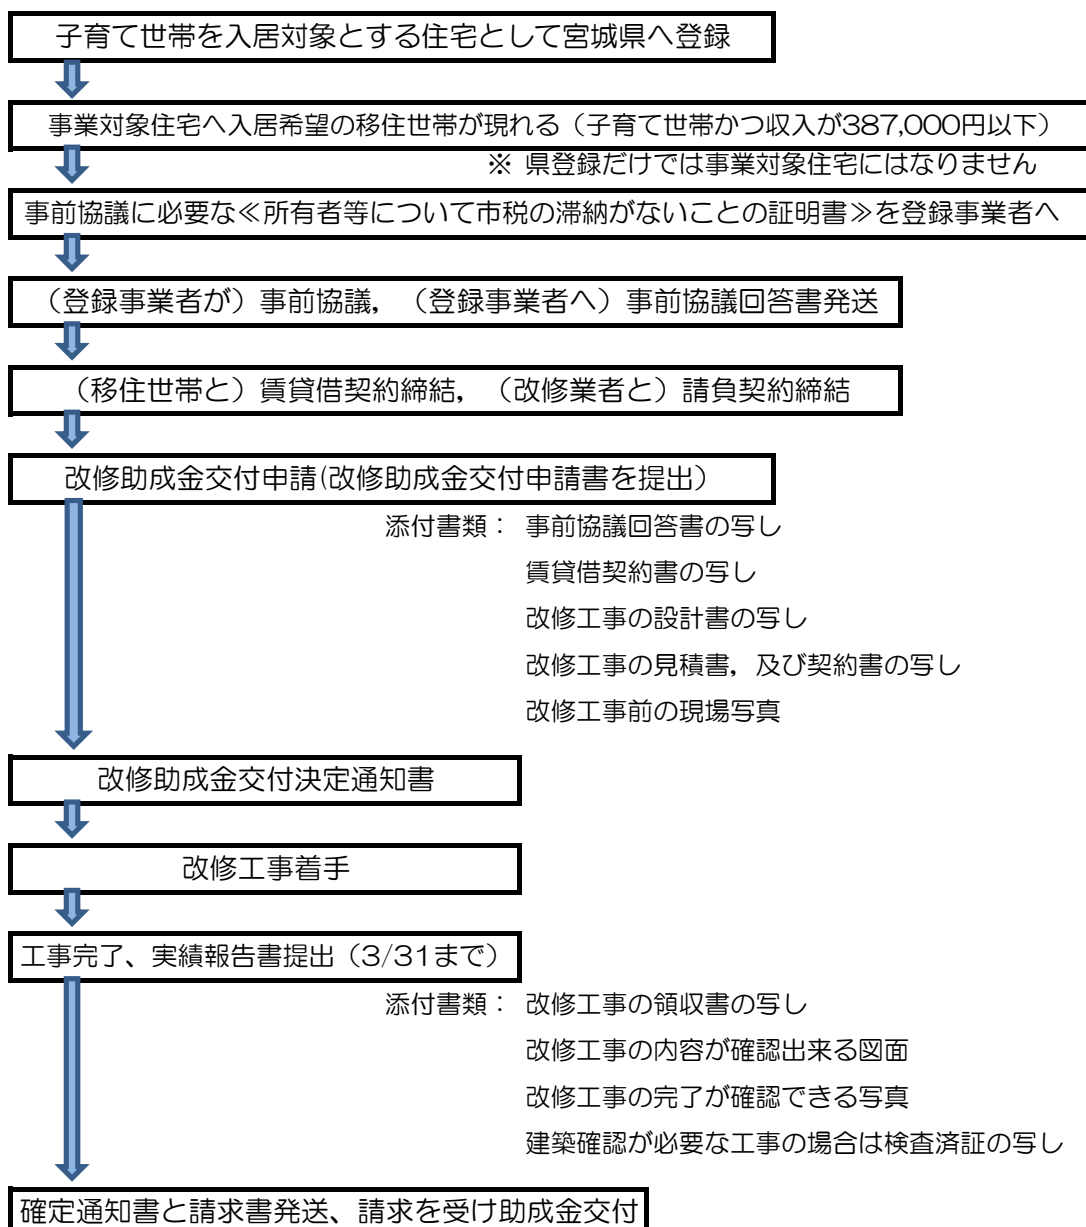 子育て世帯を入居対象とする住宅として宮城県へ登録
事業対象住宅へ入居希望の移住世帯が現れる（子育て世帯かつ収入が387,000円以下）
※ 県登録だけでは事業対象住宅にはなりません
事前協議に必要な≪所有者等について市税の滞納がないことの証明書≫を登録事業者へ
（登録事業者が）事前協議，（登録事業者へ）事前協議回答書発送
（移住世帯と）賃貸借契約締結，（改修業者と）請負契約締結
改修助成金交付申請(改修助成金交付申請書を提出）
添付書類： 事前協議回答書の写し
賃貸借契約書の写し
改修工事の設計書の写し
改修工事の見積書，及び契約書の写し
改修工事前の現場写真
改修助成金交付決定通知書
改修工事着手
工事完了、実績報告書提出（3/31まで）
添付書類： 改修工事の領収書の写し
改修工事の内容が確認出来る図面
改修工事の完了が確認できる写真
建築確認が必要な工事の場合は検査済証の写し
確定通知書と請求書発送、請求を受け助成金交付